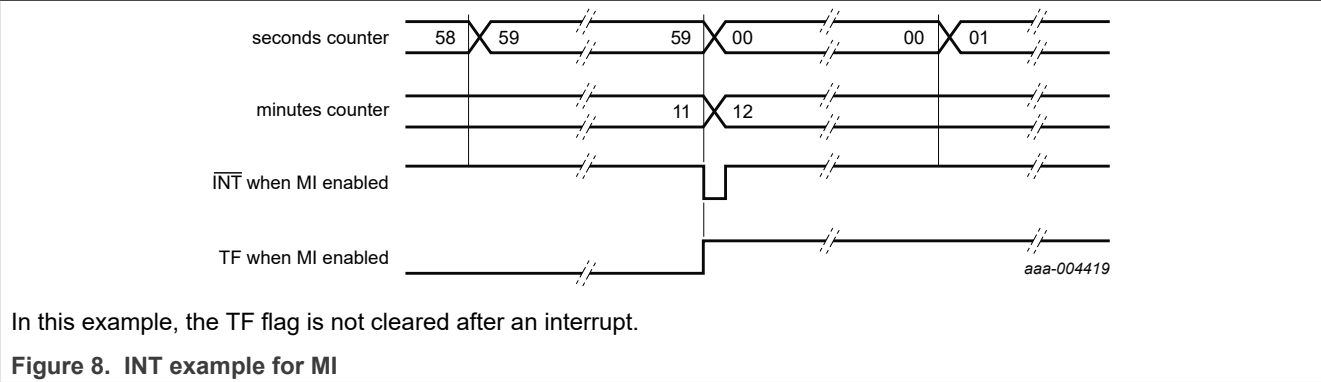 seconds counter 58 59 59 00 00 01
minutes counter 11 12
INT when MI enabled
TF when MI enabled
aaa-004419
In this example, the TF flag is not cleared after an interrupt.
Figure 8. INT example for MI